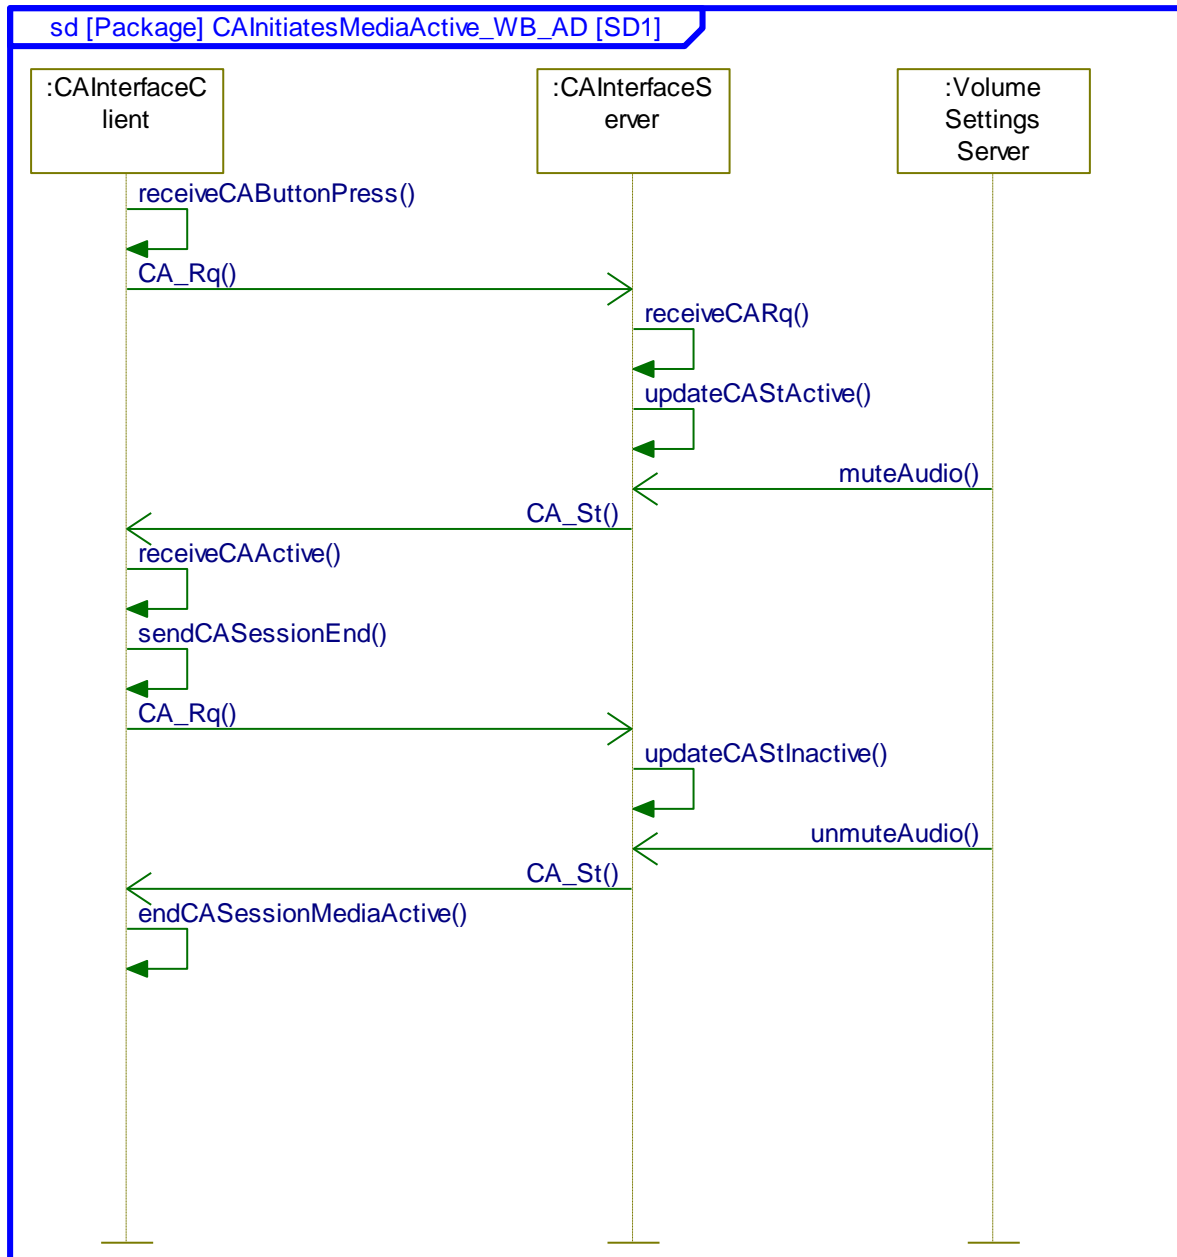 sd [Package] CAInitiatesMediaActive_WB_AD [SD1]
:CAInterfaceC
lient
:CAInterfaceS
erver
:Volume
Settings
Server
receiveCAButtonPress()
CA_Rq()
receiveCARq()
updateCAStActive()
muteAudio()
CA_St()
receiveCAActive()
sendCASessionEnd()
CA_Rq()
updateCAStInactive()
unmuteAudio()
CA_St()
endCASessionMediaActive()